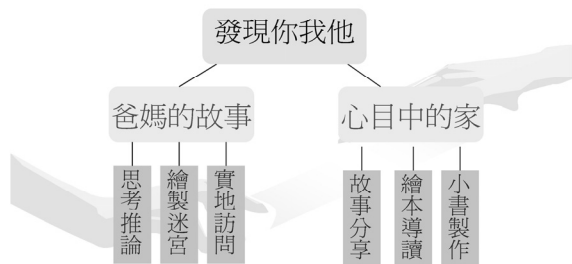 發現你我他
爸媽的故事
心目中的家
思考推論
繪製迷宮
實地訪問
故事分享
繪本導讀
小書製作